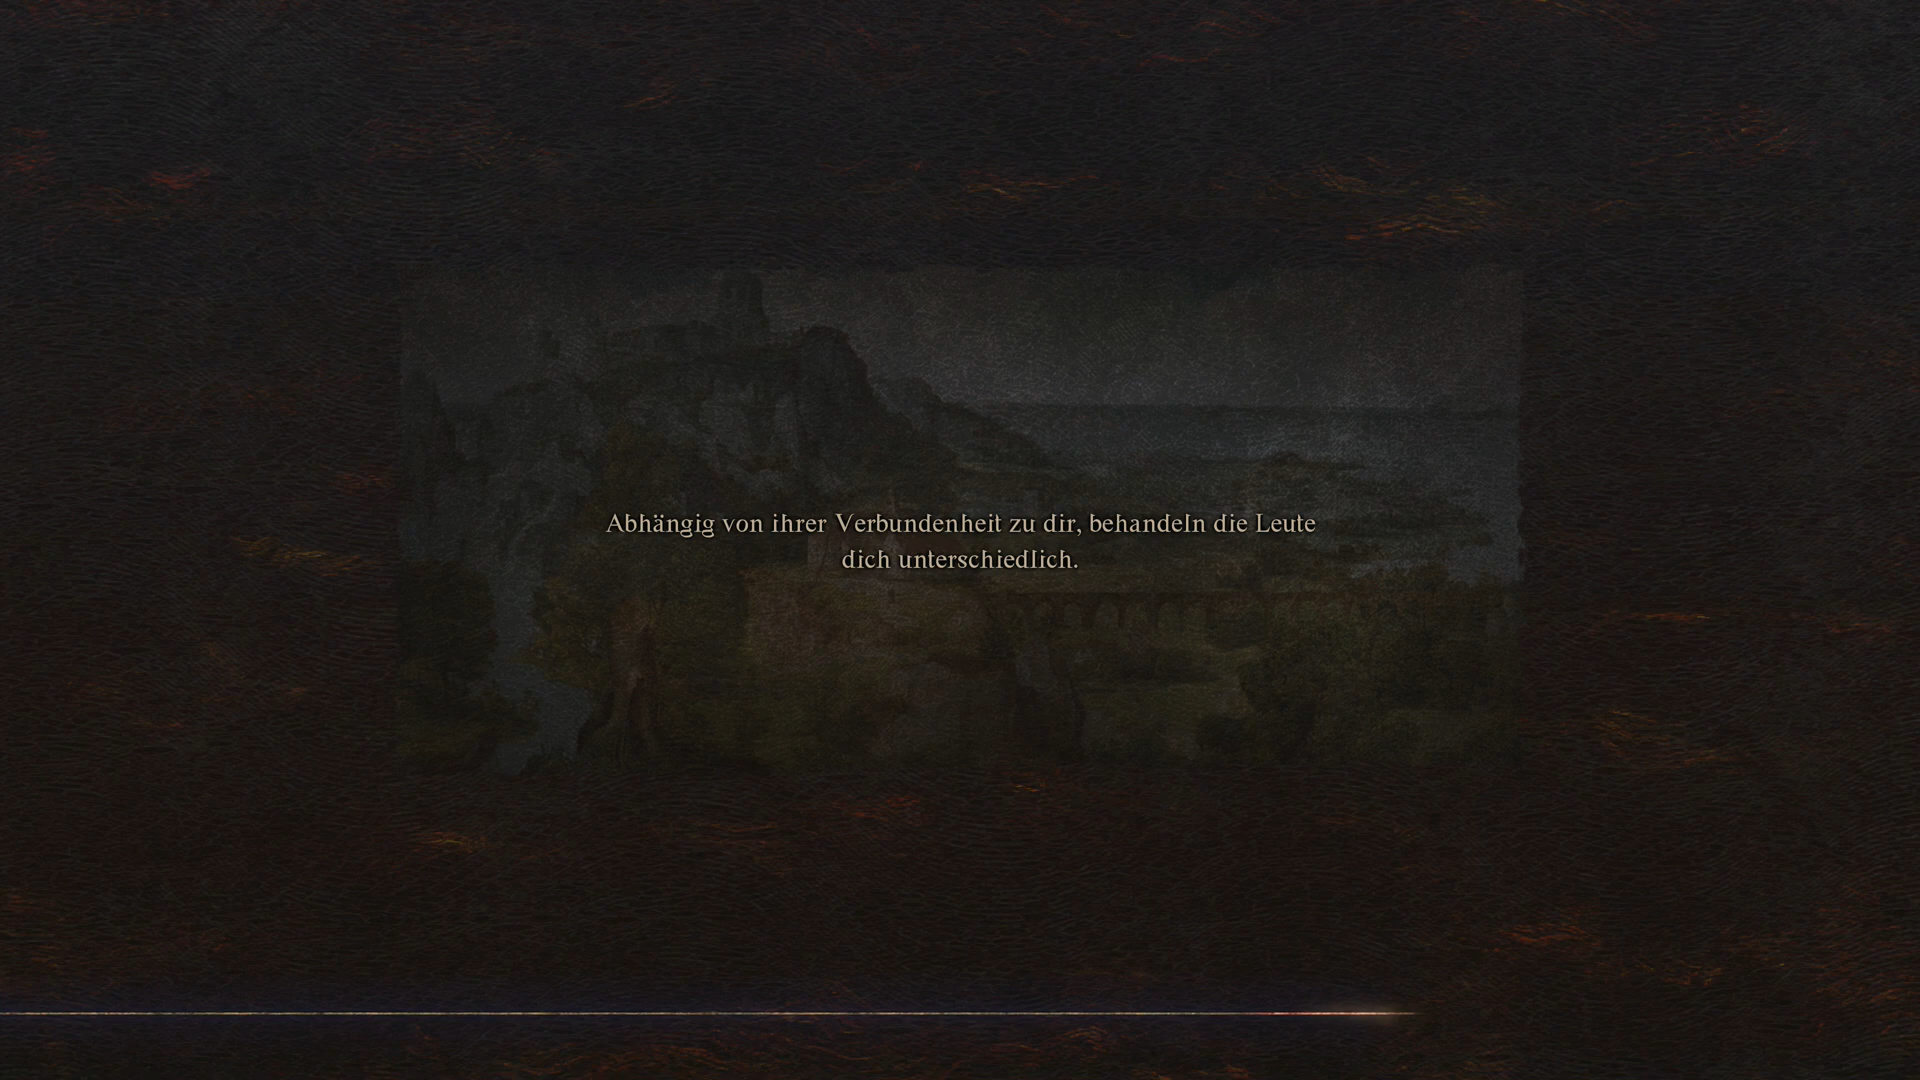 Abhängig von ihrer Verbundenheit zu dir, behandeln die Leute
dich unterschiedlich.